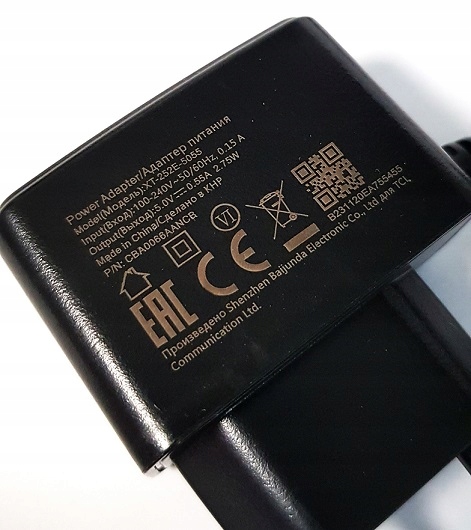 Power Adapter/Адаптер питания
Model(Модель):XT-252E-5055
Input(Вход):100-240V~50/60Hz, 0.15 A
Output(Выход):5.0V⎓0.55A, 2.75W
Made in China/Сделано в КНР
P/N: CBA0066AANCB
VI
EAC CE
B231120EA755455
Произведено Shenzhen Baijunda Electronic Co., Ltd для TCL
Communication Ltd.